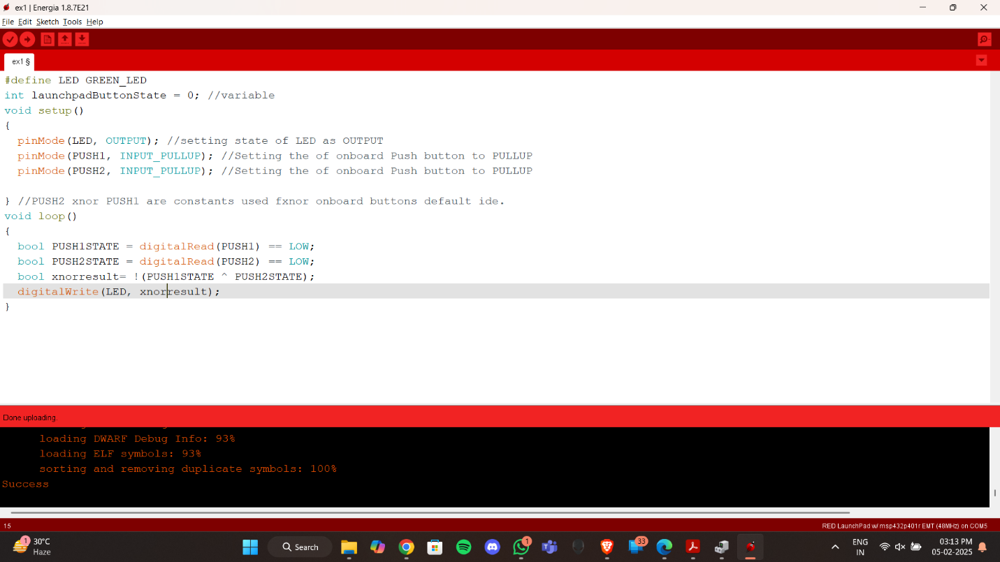 ex1 | Energia 1.8.7E21
File Edit Sketch Tools Help
ex1 §
#define LED GREEN_LED
int launchpadButtonState = 0; //variable
void setup()
{
pinMode(LED, OUTPUT); //setting state of LED as OUTPUT
pinMode(PUSH1, INPUT_PULLUP); //Setting the of onboard Push button to PULLUP
pinMode(PUSH2, INPUT_PULLUP); //Setting the of onboard Push button to PULLUP
} //PUSH2 xnor PUSH1 are constants used fxnor onboard buttons default ide.
void loop()
{
bool PUSH1STATE = digitalRead(PUSH1) == LOW;
bool PUSH2STATE = digitalRead(PUSH2) == LOW;
bool xnorresult= !(PUSH1STATE ^ PUSH2STATE);
digitalWrite(LED, xnorresult);
}
Done uploading.
loading DWARF Debug Info: 93%
loading ELF symbols: 93%
sorting and removing duplicate symbols: 100%
Success
15
RED LaunchPad w/ msp432p401r EMT (48MHz) on COM5
1
30°C
Haze
Search
1
33
ENG
IN
03:13 PM
05-02-2025